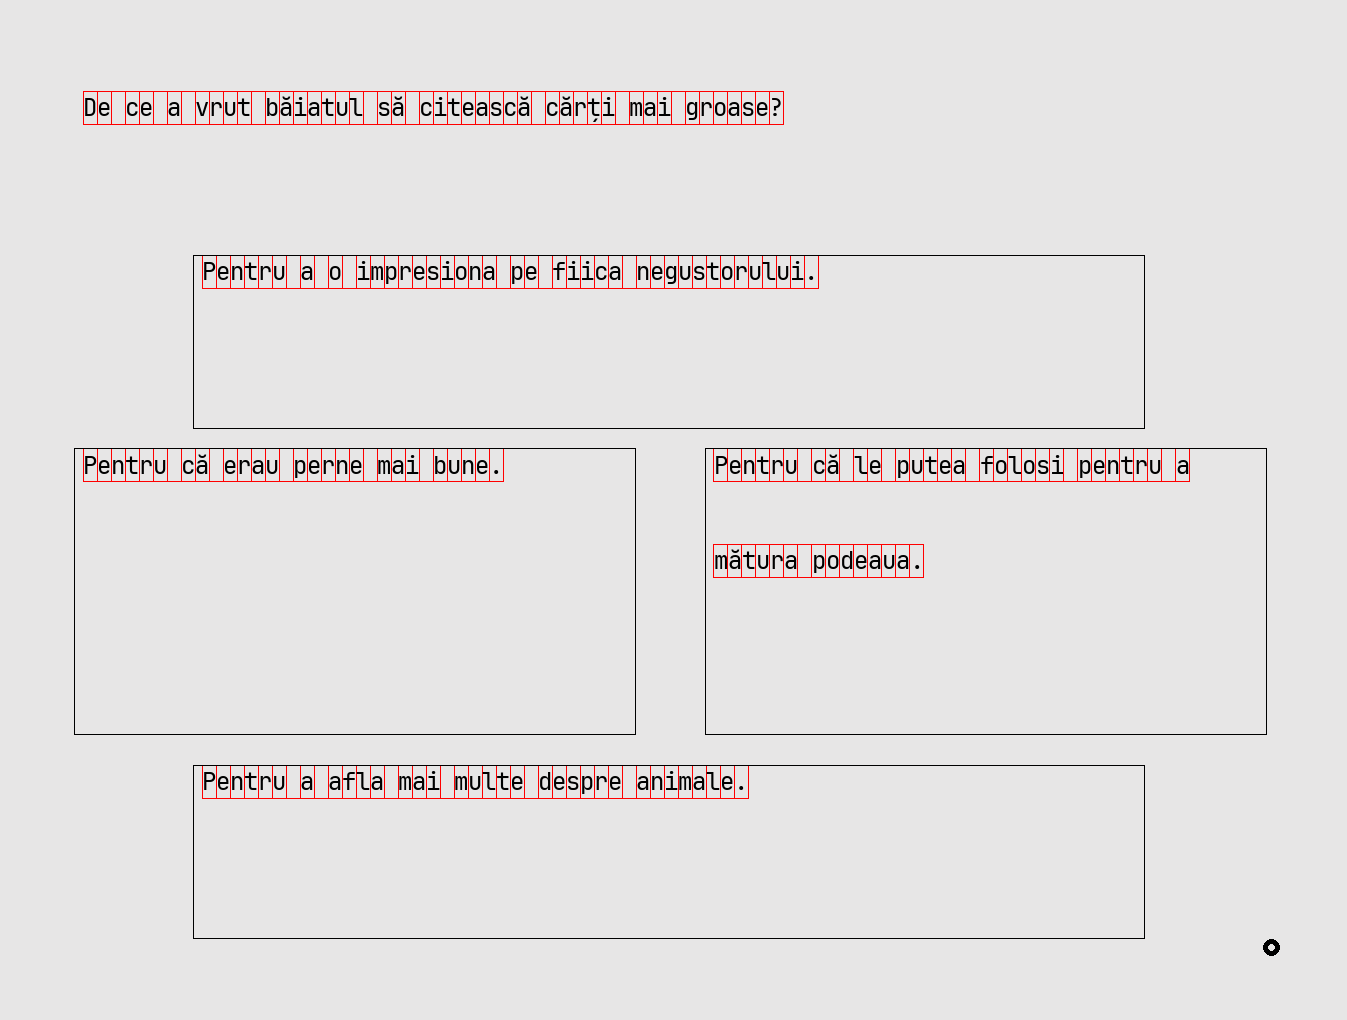 De ce a vrut băiatul să citească cărți mai groase?
Pentru a o impresiona pe fiica negustorului.
Pentru că erau perne mai bune.
Pentru că le putea folosi pentru a
mătura podeaua.
Pentru a afla mai multe despre animale.